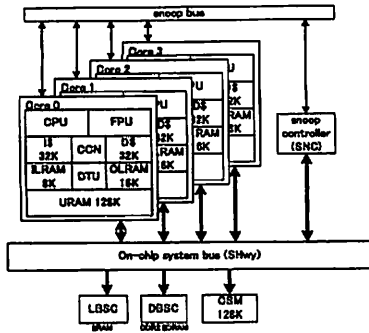 snoop bus
Core 3
Core 2
Core 1
Core 0
CPU
FPU
I$
32K
CCN
D$
32K
ILRAM
8K
DTU
OLRAM
16K
URAM 128K
snoop
controller
(SNC)
On-chip system bus (SHwy)
LBSC
DBSC
CSM
128K
SRAM